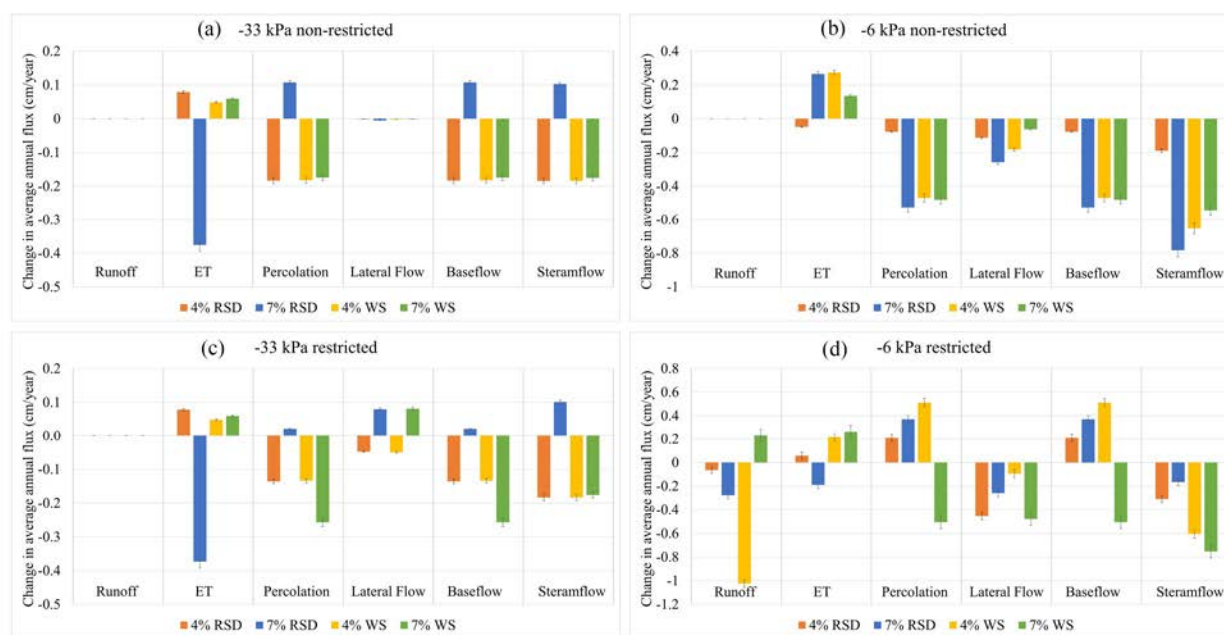 (a) -33 kPa non-restricted
Change in average annual flux (cm/year)
0.2
0.1
0
-0.1
-0.2
-0.3
-0.4
-0.5
Runoff ET Percolation Lateral Flow Baseflow Steramflow
4% RSD 7% RSD 4% WS 7% WS
(b) -6 kPa non-restricted
Change in average annual flux (cm/year)
0.4
0.2
0
-0.2
-0.4
-0.6
-0.8
-1
Runoff ET Percolation Lateral Flow Baseflow Steramflow
4% RSD 7% RSD 4% WS 7% WS
(c) -33 kPa restricted
Change in average annual flux (cm/year)
0.2
0.1
0.0
-0.1
-0.2
-0.3
-0.4
-0.5
Runoff ET Percolation Lateral Flow Baseflow Steramflow
4% RSD 7% RSD 4% WS 7% WS
(d) -6 kPa restricted
Change in average annual flux (cm/year)
0.8
0.6
0.4
0.2
0
-0.2
-0.4
-0.6
-0.8
-1
-1.2
Runoff ET Percolation Lateral Flow Baseflow Steramflow
4% RSD 7% RSD 4% WS 7% WS